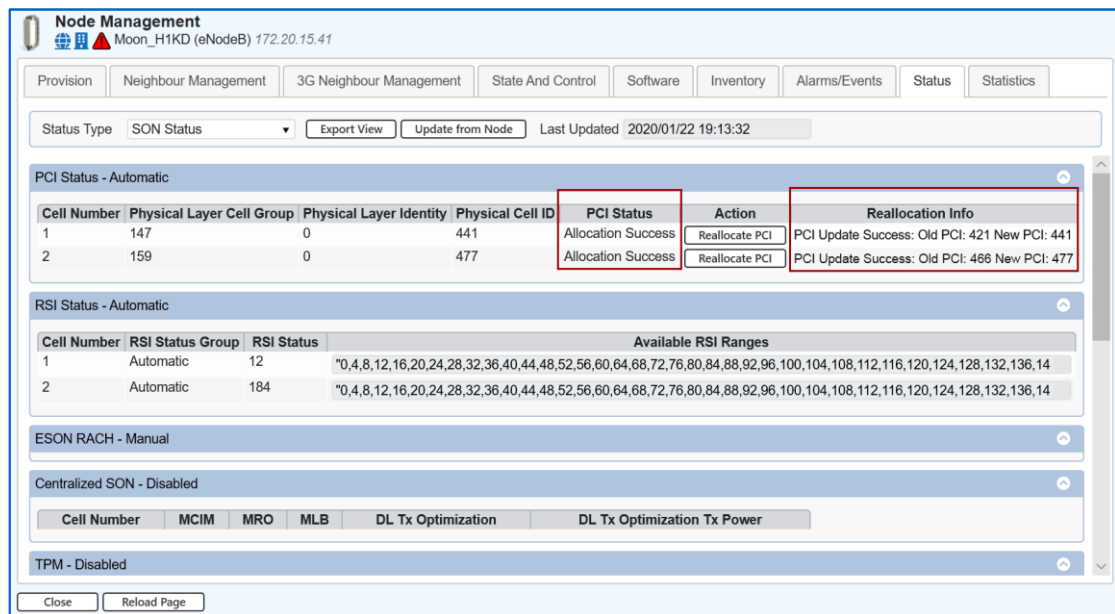 Node Management
Moon_H1KD (eNodeB) 172.20.15.41
Provision Neighbour Management 3G Neighbour Management State And Control Software Inventory Alarms/Events Status Statistics
Status Type SON Status Export View Update from Node Last Updated 2020/01/22 19:13:32
PCI Status - Automatic
Cell Number Physical Layer Cell Group Physical Layer Identity Physical Cell ID PCI Status Action Reallocation Info
1 147 0 441 Allocation Success Reallocate PCI PCI Update Success: Old PCI: 421 New PCI: 441
2 159 0 477 Allocation Success Reallocate PCI PCI Update Success: Old PCI: 466 New PCI: 477
RSI Status - Automatic
Cell Number RSI Status Group RSI Status Available RSI Ranges
1 Automatic 12 "0,4,8,12,16,20,24,28,32,36,40,44,48,52,56,60,64,68,72,76,80,84,88,92,96,100,104,108,112,116,120,124,128,132,136,14
2 Automatic 184 "0,4,8,12,16,20,24,28,32,36,40,44,48,52,56,60,64,68,72,76,80,84,88,92,96,100,104,108,112,116,120,124,128,132,136,14
ESON RACH - Manual
Centralized SON - Disabled
Cell Number MCIM MRO MLB DL Tx Optimization DL Tx Optimization Tx Power
TPM - Disabled
Close Reload Page